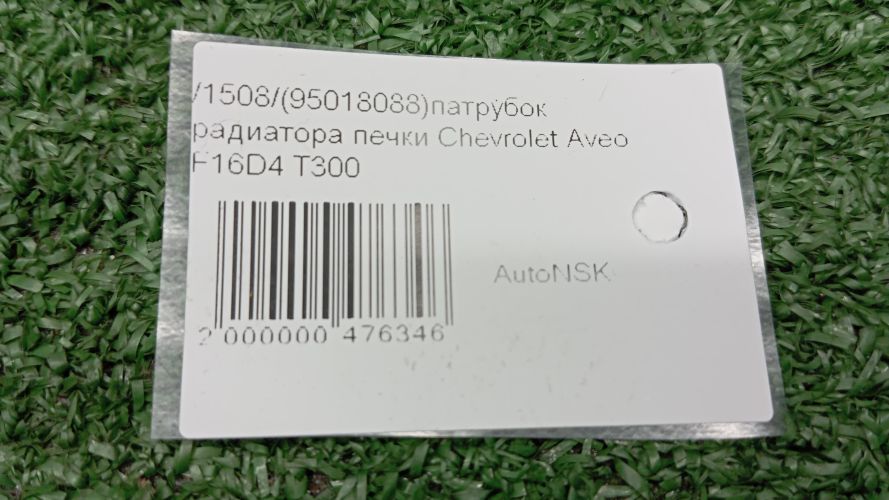 /1508/(95018088)патрубок
радиатора печки Chevrolet Aveo
F16D4 T300
AutoNSK
2 000000 476346